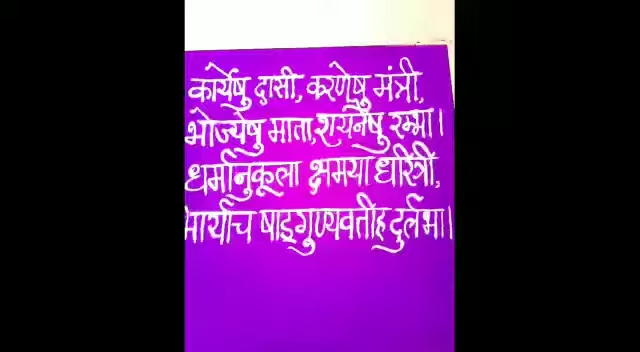 कार्येषु दासी, करणेषु मंत्री,
भोज्येषु माता, शयनेषु रम्भा।
धर्मानुकूला क्षमया धरित्री,
भार्याच षाड्गुण्यवतीह दुर्लभा।